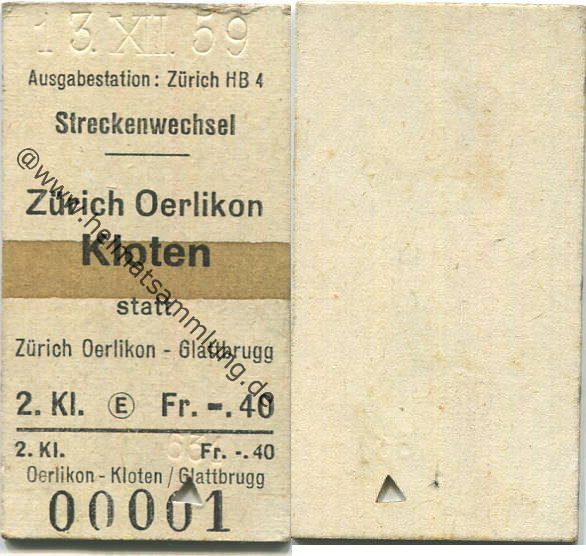 13.XII.59
Ausgabestation: Zürich HB 4
Streckenwechsel
Zürich Oerlikon
Kloten
statt
Zürich Oerlikon - Glattbrugg
2. Kl. Ⓔ Fr. -.40
2. Kl. Fr. -.40
Oerlikon - Kloten / Glattbrugg
00001
@www.heimatsammlung.de